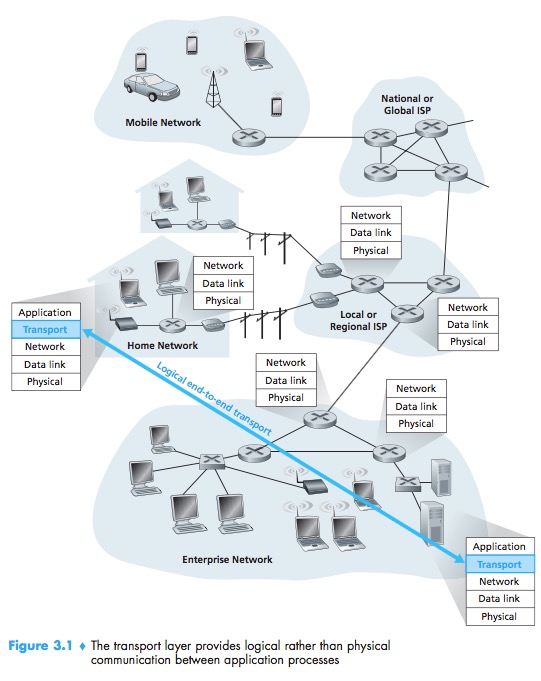 National or
Global ISP
Mobile Network
Network
Data link
Physical
Network
Data link
Physical
Application
Transport
Network
Data link
Physical
Home Network
Local or
Regional ISP
Network
Data link
Physical
Logical end-to-end transport
Network
Data link
Physical
Network
Data link
Physical
Enterprise Network
Application
Transport
Network
Data link
Physical
Figure 3.1 ♦ The transport layer provides logical rather than physical
communication between application processes